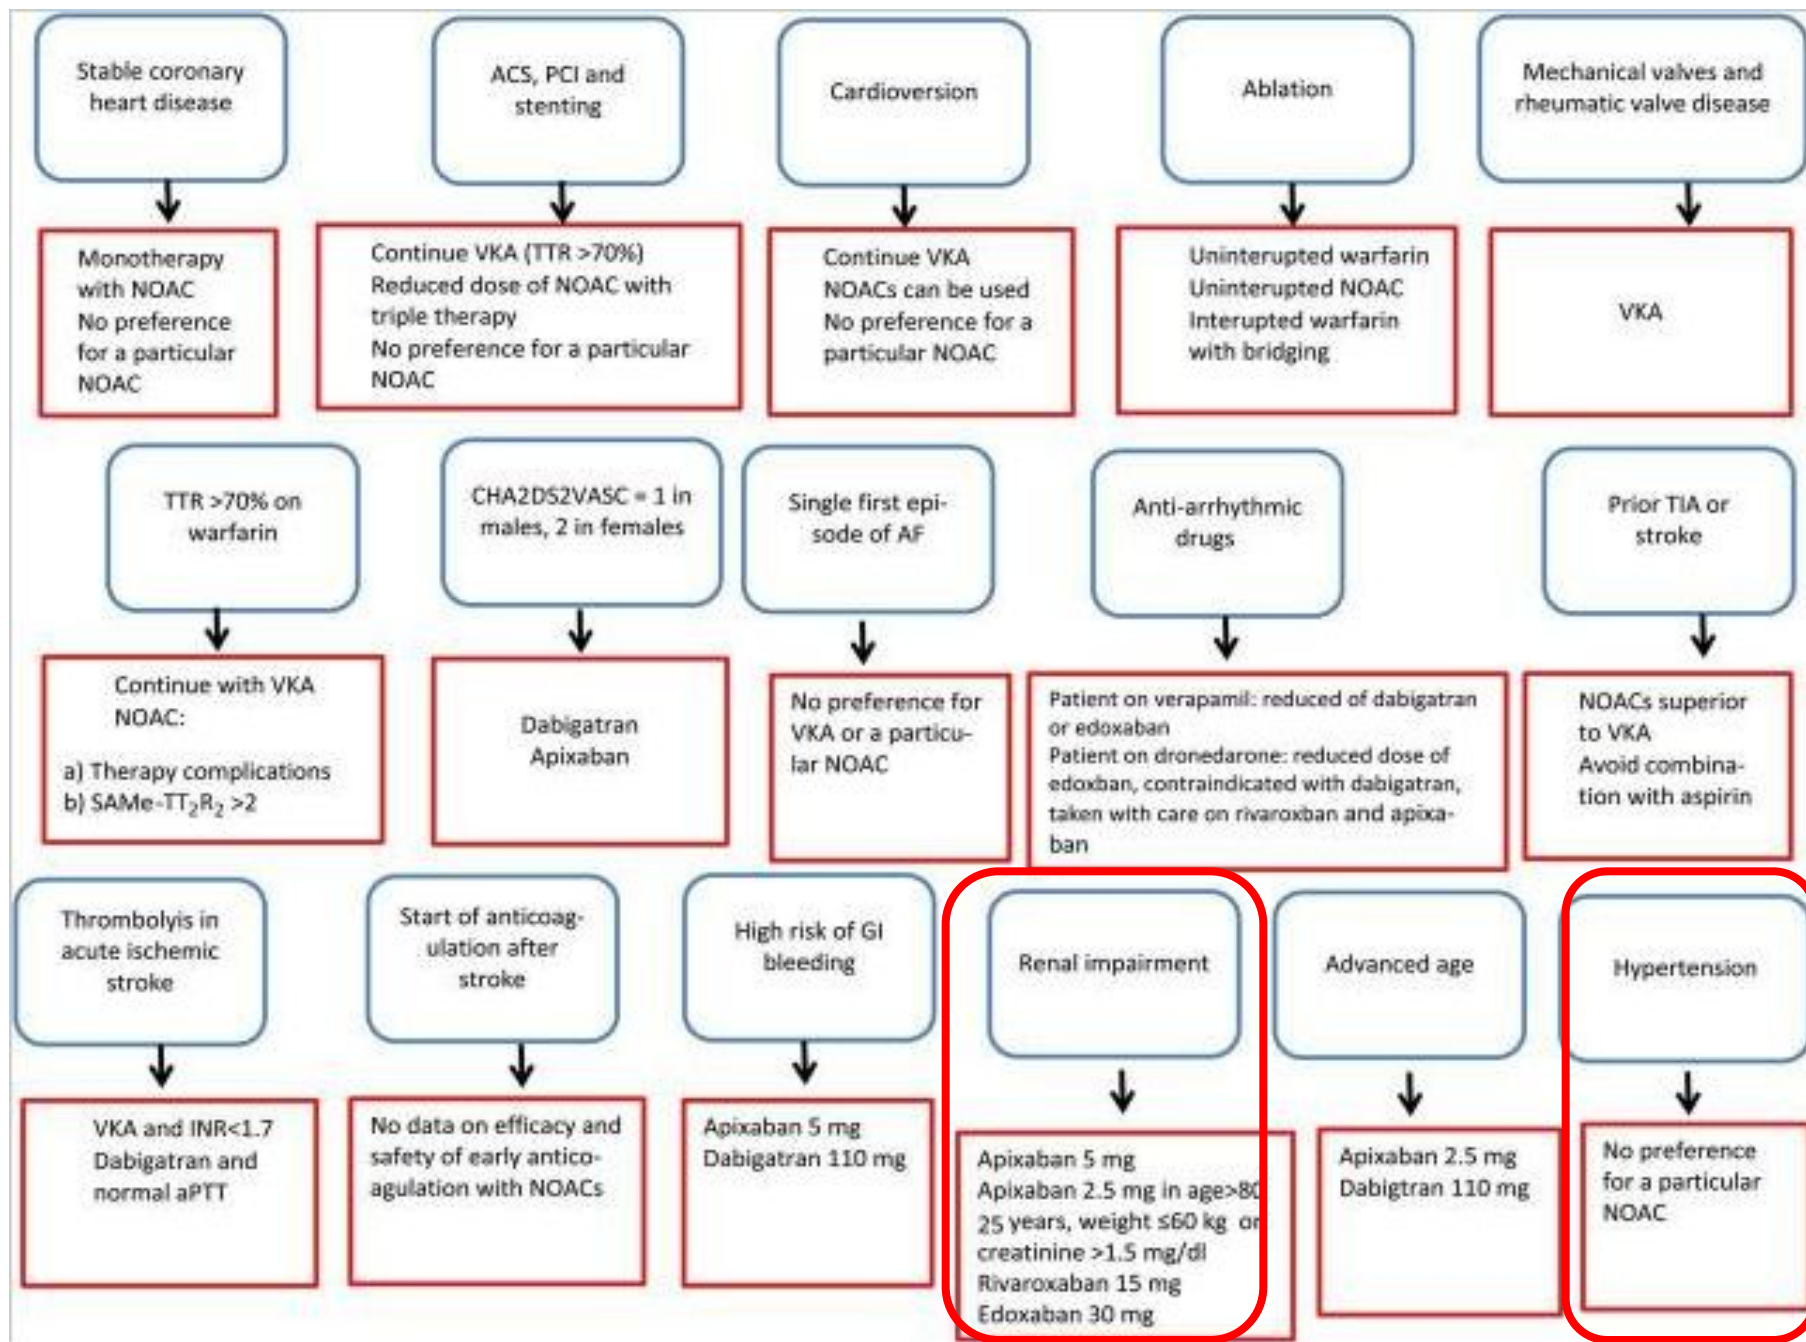 Stable coronary
heart disease
ACS, PCI and
stenting
Cardioversion
Ablation
Mechanical valves and
rheumatic valve disease
Monotherapy
with NOAC
No preference
for a particular
NOAC
Continue VKA (TTR >70%)
Reduced dose of NOAC with
triple therapy
No preference for a particular
NOAC
Continue VKA
NOACs can be used
No preference for a
particular NOAC
Uninterupted warfarin
Uninterupted NOAC
Interupted warfarin
with bridging
VKA
TTR >70% on
warfarin
CHA2DS2VASC = 1 in
males, 2 in females
Single first epi-
sode of AF
Anti-arrhythmic
drugs
Prior TIA or
stroke
Continue with VKA
NOAC:
a) Therapy complications
b) SAMe-TT₂R₂ >2
Dabigatran
Apixaban
No preference for
VKA or a particu-
lar NOAC
Patient on verapamil: reduced of dabigatran
or edoxaban
Patient on dronedarone: reduced dose of
edoxban, contraindicated with dabigatran,
taken with care on rivaroxban and apixa-
ban
NOACs superior
to VKA
Avoid combina-
tion with aspirin
Thrombolyis in
acute ischemic
stroke
Start of anticoag-
ulation after
stroke
High risk of GI
bleeding
Renal impairment
Advanced age
Hypertension
VKA and INR<1.7
Dabigatran and
normal aPTT
No data on efficacy and
safety of early antico-
agulation with NOACs
Apixaban 5 mg
Dabigatran 110 mg
Apixaban 5 mg
Apixaban 2.5 mg in age>80
25 years, weight ≤60 kg or
creatinine >1.5 mg/dl
Rivaroxaban 15 mg
Edoxaban 30 mg
Apixaban 2.5 mg
Dabigtran 110 mg
No preference
for a particular
NOAC